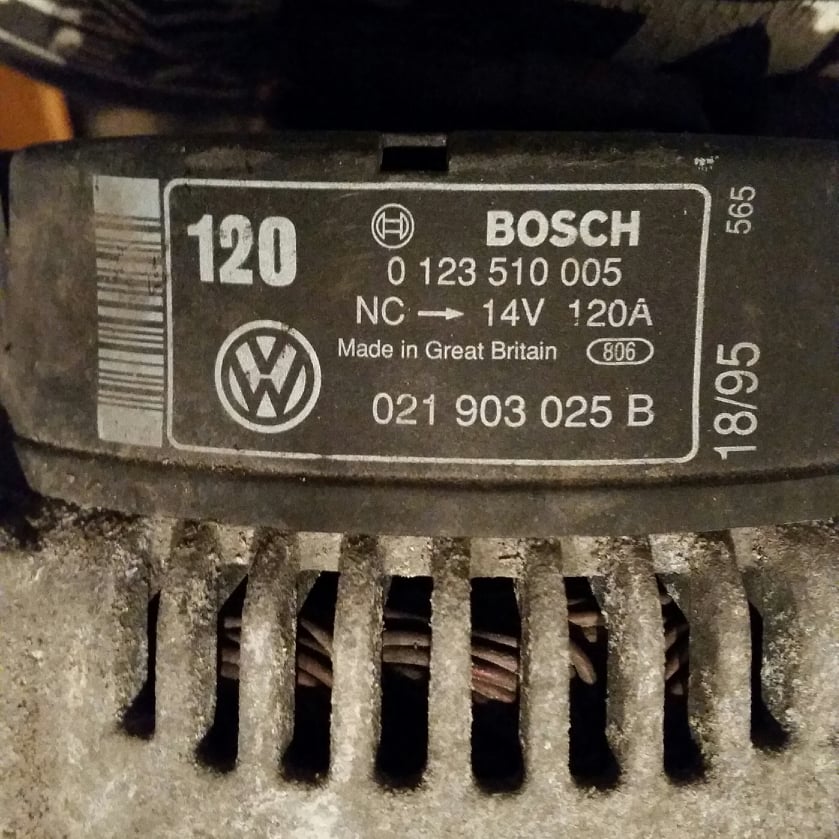 120
BOSCH
0 123 510 005
NC → 14V 120A
Made in Great Britain 806
VW
021 903 025 B
565
18/95